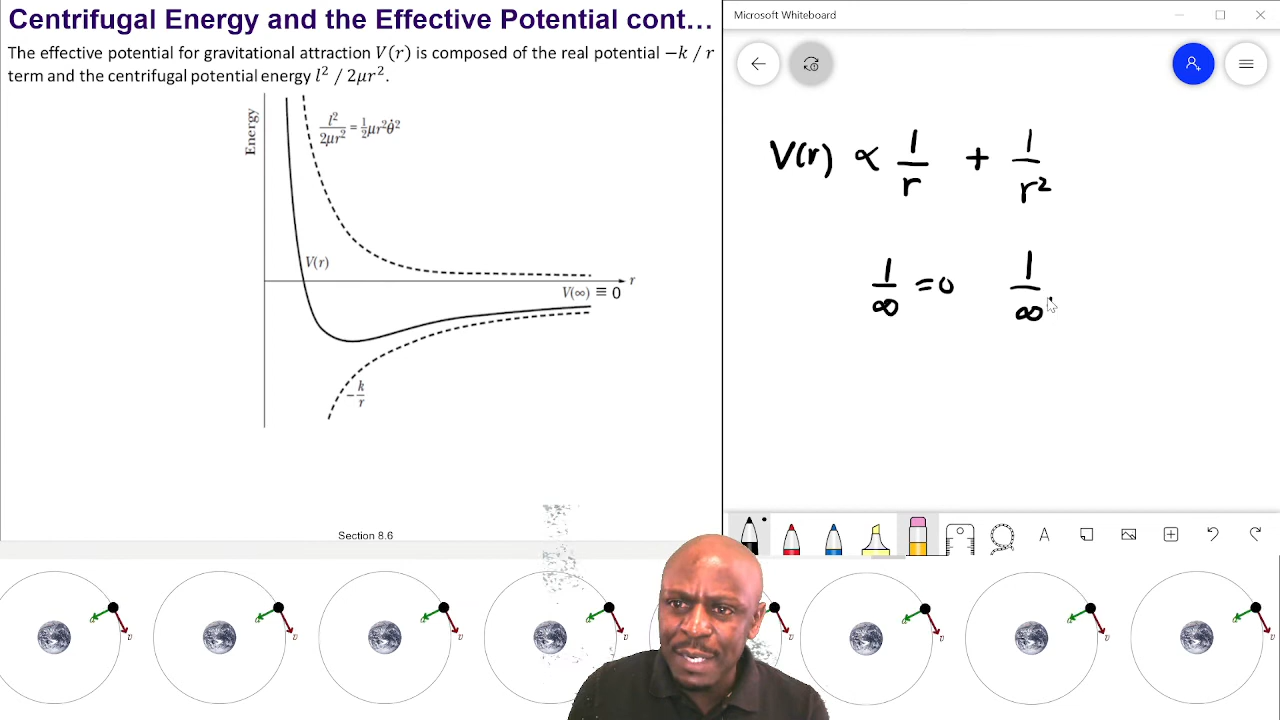 Centrifugal Energy and the Effective Potential cont…
The effective potential for gravitational attraction V(r) is composed of the real potential −k / r
term and the centrifugal potential energy l² / 2μr².
Energy
l²/2μr² = ½μr²θ̇²
V(r)
r
V(∞) ≡ 0
−k/r
Section 8.6
Microsoft Whiteboard
V(r) ∝ 1/r + 1/r²
1/∞ = 0 1/∞
A
a v a v a v a v a v a v a v